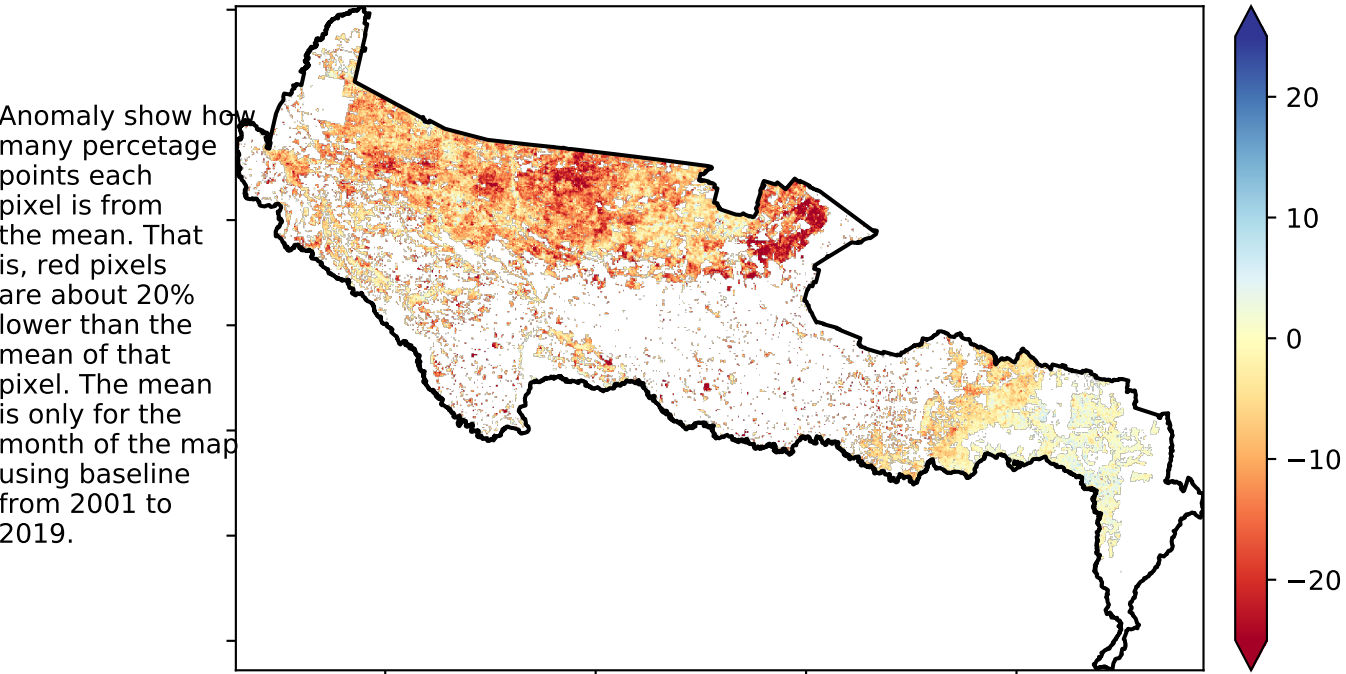 Anomaly show how
many percetage
points each
pixel is from
the mean. That
is, red pixels
are about 20%
lower than the
mean of that
pixel. The mean
is only for the
month of the map
using baseline
from 2001 to
2019.
20
10
0
−10
−20